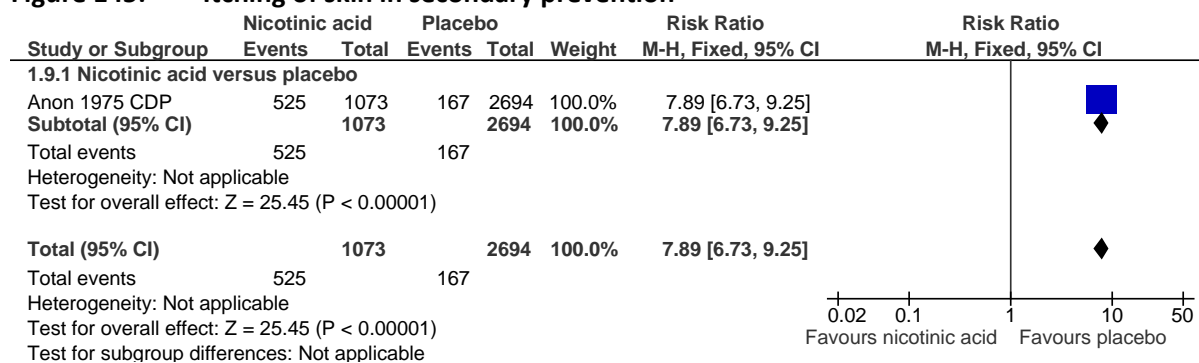 Nicotinic acid Placebo Risk Ratio Risk Ratio
Study or Subgroup Events Total Events Total Weight M-H, Fixed, 95% CI M-H, Fixed, 95% CI
1.9.1 Nicotinic acid versus placebo
Anon 1975 CDP 525 1073 167 2694 100.0% 7.89 [6.73, 9.25]
Subtotal (95% CI) 1073 2694 100.0% 7.89 [6.73, 9.25]
Total events 525 167
Heterogeneity: Not applicable
Test for overall effect: Z = 25.45 (P < 0.00001)
Total (95% CI) 1073 2694 100.0% 7.89 [6.73, 9.25]
Total events 525 167
Heterogeneity: Not applicable
Test for overall effect: Z = 25.45 (P < 0.00001)
Test for subgroup differences: Not applicable
0.02 0.1 1 10 50
Favours nicotinic acid Favours placebo